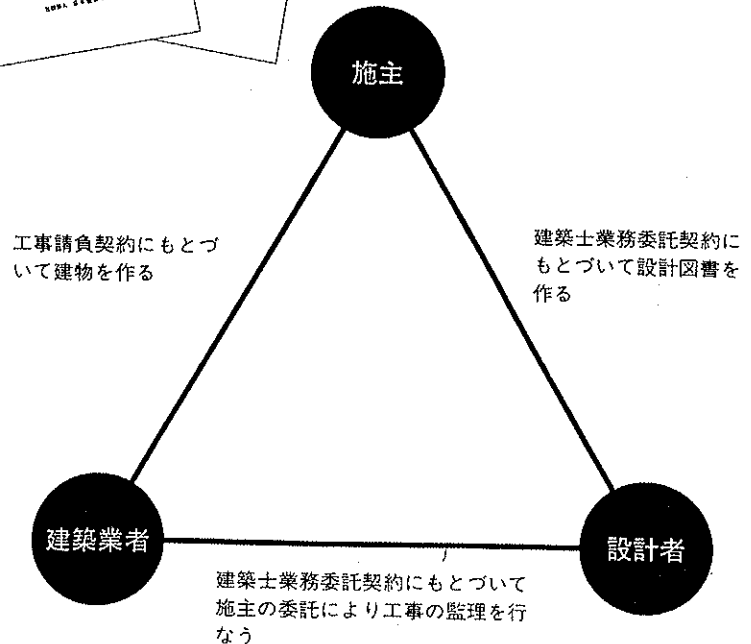 施主
工事請負契約にもとづ
いて建物を作る
建築士業務委託契約に
もとづいて設計図書を
作る
建築業者
設計者
建築士業務委託契約にもとづいて
施主の委託により工事の監理を行
なう